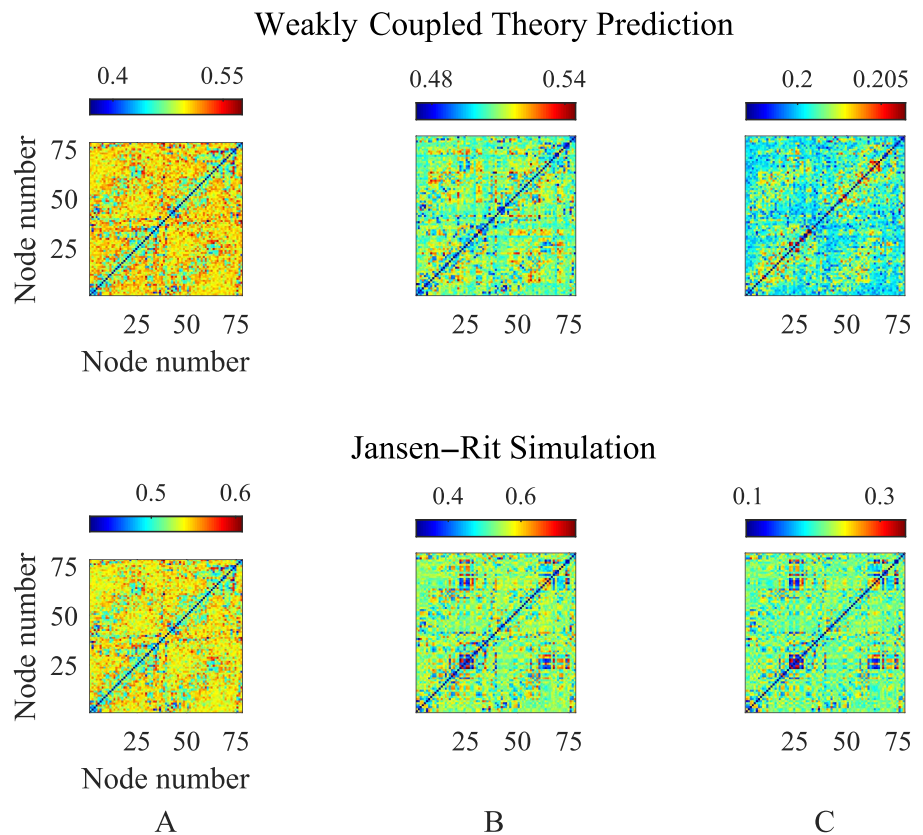 Weakly Coupled Theory Prediction
0.4 0.55
0.48 0.54
0.2 0.205
Node number
75
50
25
25 50 75
Node number
25 50 75
25 50 75
Jansen−Rit Simulation
0.5 0.6
0.4 0.6
0.1 0.3
Node number
75
50
25
25 50 75
Node number
25 50 75
25 50 75
A B C